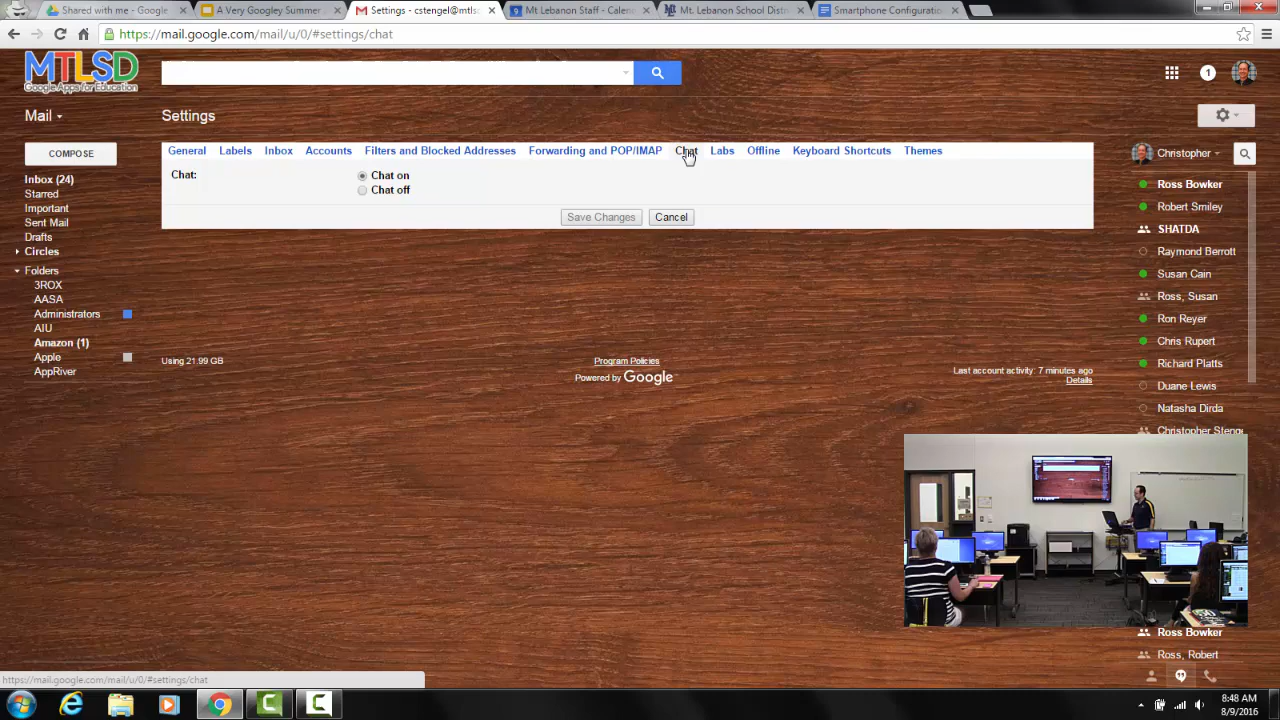 Shared with me - Google
A Very Googley Summer
Settings - cstengel@mtls
Mt Lebanon Staff - Calen
Mt. Lebanon School Distr
Smartphone Configuratio
https://mail.google.com/mail/u/0/#settings/chat
MTLSD
Google Apps for Education
1
Mail
Settings
COMPOSE
General Labels Inbox Accounts Filters and Blocked Addresses Forwarding and POP/IMAP Chat Labs Offline Keyboard Shortcuts Themes
Chat:
Chat on
Chat off
Save Changes Cancel
Inbox (24)
Starred
Important
Sent Mail
Drafts
Circles
Folders
3ROX
AASA
Administrators
AIU
Amazon (1)
Apple
AppRiver
Using 21.99 GB
Program Policies
Powered by Google
Last account activity: 7 minutes ago
Details
Christopher
Ross Bowker
Robert Smiley
SHATDA
Raymond Berrott
Susan Cain
Ross, Susan
Ron Reyer
Chris Rupert
Richard Platts
Duane Lewis
Natasha Dirda
Christopher Steng
Ross Bowker
Ross, Robert
https://mail.google.com/mail/u/0/#settings/chat
8:48 AM
8/9/2016